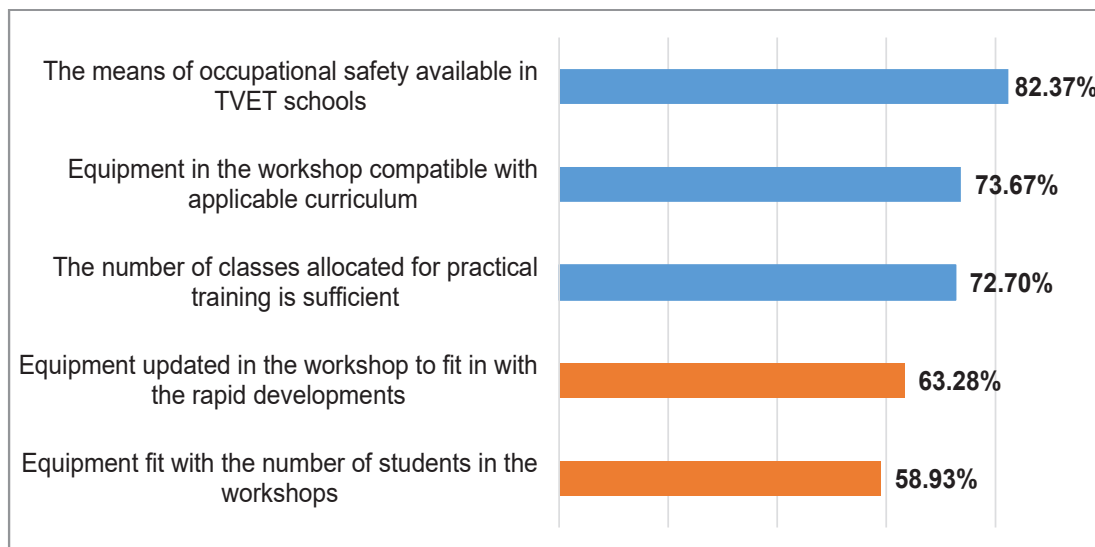 The means of occupational safety available in
TVET schools
82.37%
Equipment in the workshop compatible with
applicable curriculum
73.67%
The number of classes allocated for practical
training is sufficient
72.70%
Equipment updated in the workshop to fit in with
the rapid developments
63.28%
Equipment fit with the number of students in the
workshops
58.93%